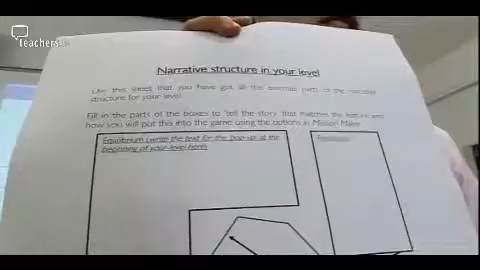 Teachers
Narrative structure in your level
Use this sheet that you have got all the essential parts of the narrative
structure for your level
Fill in the parts of the boxes to 'tell the story' that matches the and
how you will put this into the game using the options in Mission Maker
Equilibrium (write the text for the pop-up at the
beginning of your level here)